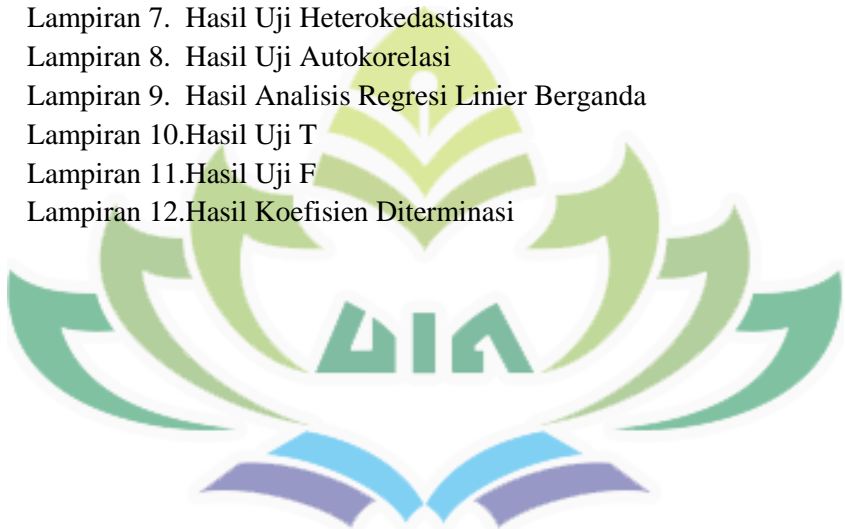 Lampiran 7. Hasil Uji Heterokedastisitas
Lampiran 8. Hasil Uji Autokorelasi
Lampiran 9. Hasil Analisis Regresi Linier Berganda
Lampiran 10.Hasil Uji T
Lampiran 11.Hasil Uji F
Lampiran 12.Hasil Koefisien Diterminasi
UIN